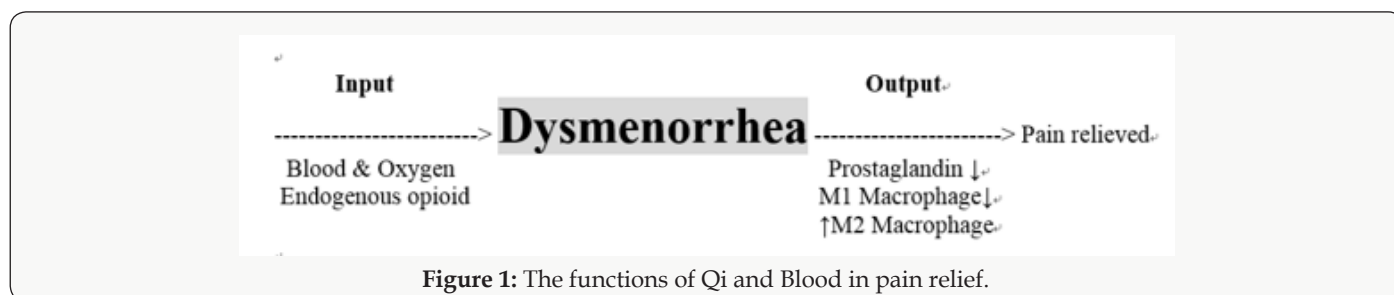 Input
Output
-----------------------> Dysmenorrhea ----------------------> Pain relieved
Blood & Oxygen
Endogenous opioid
Prostaglandin ↓
M1 Macrophage↓
↑M2 Macrophage
Figure 1: The functions of Qi and Blood in pain relief.